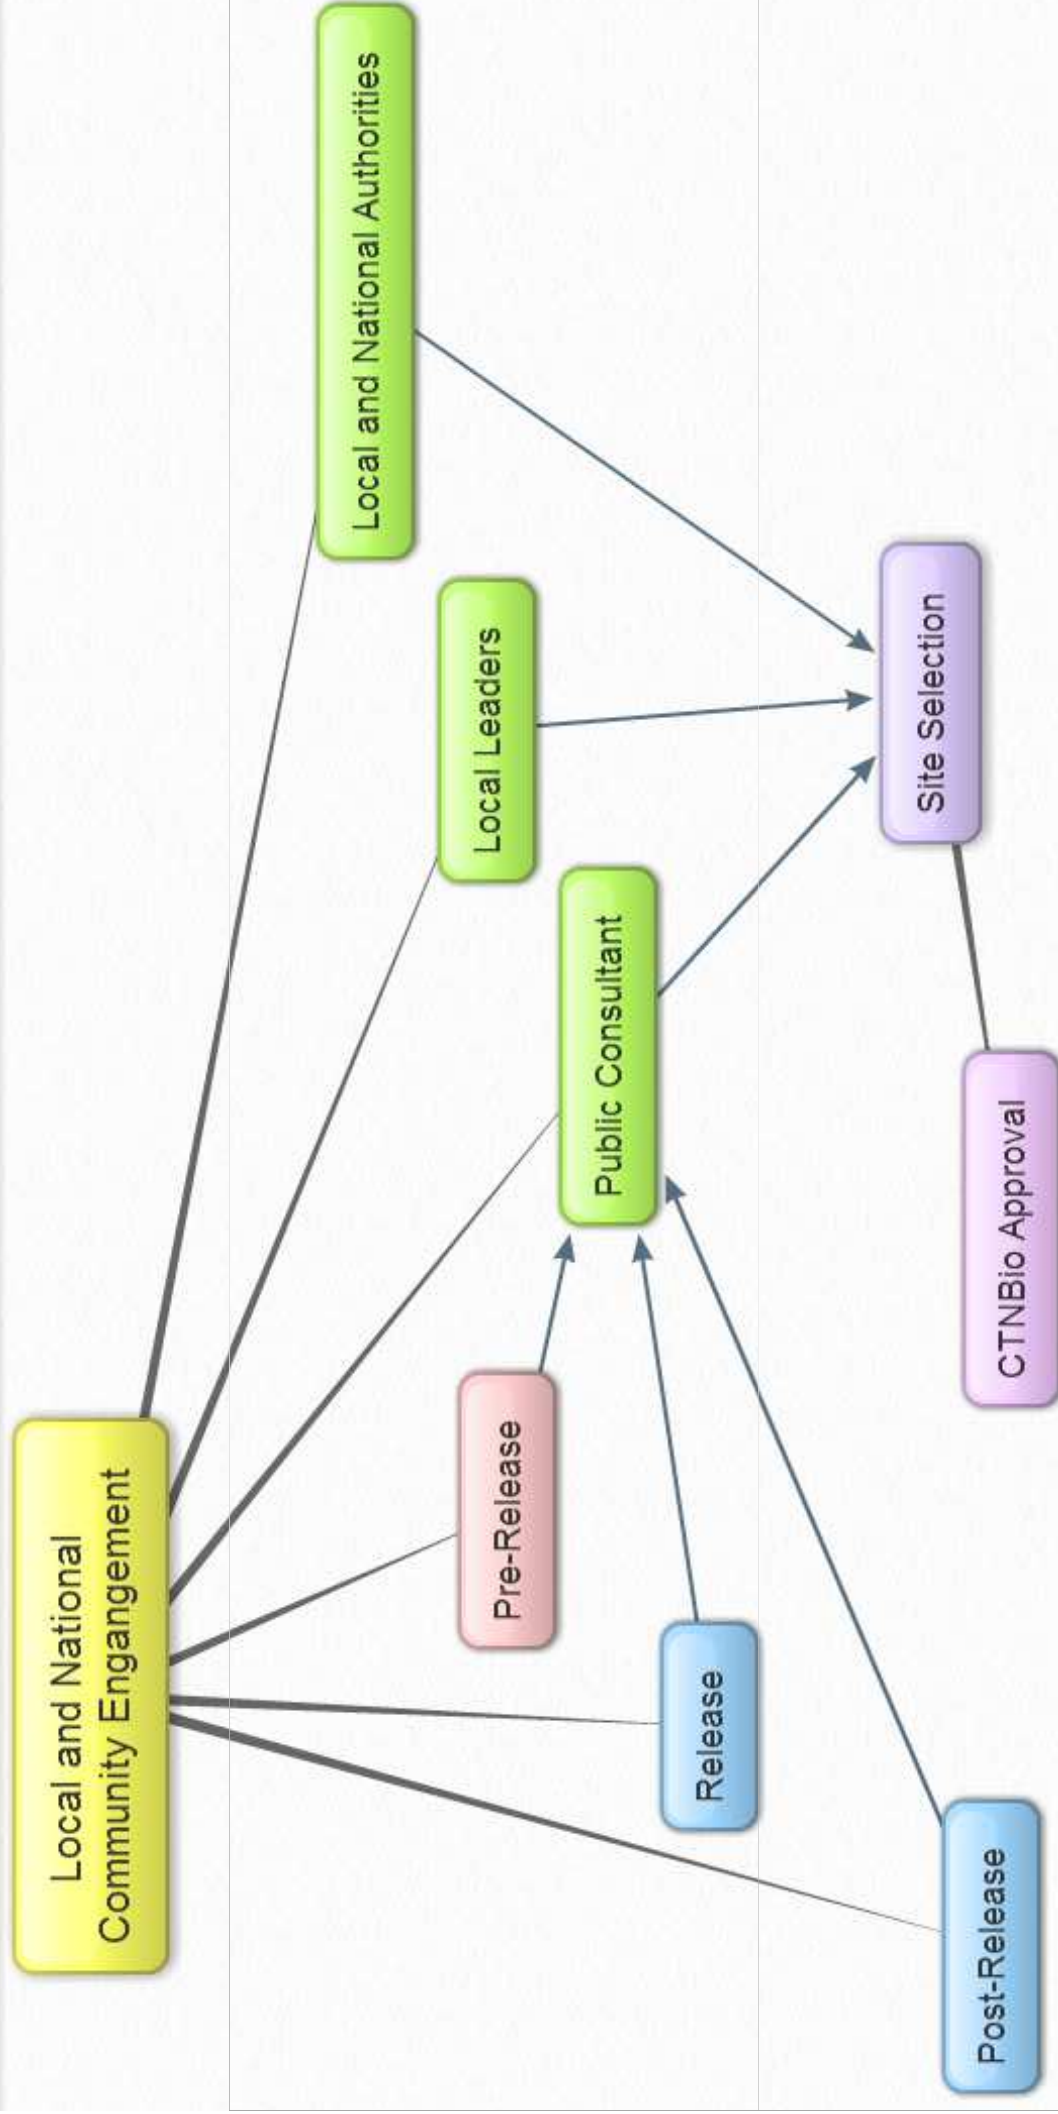 Local and National
Community Engangement
Post-Release
Release
Pre-Release
Public Consultant
Local Leaders
Local and National Authorities
CTNBio Approval
Site Selection